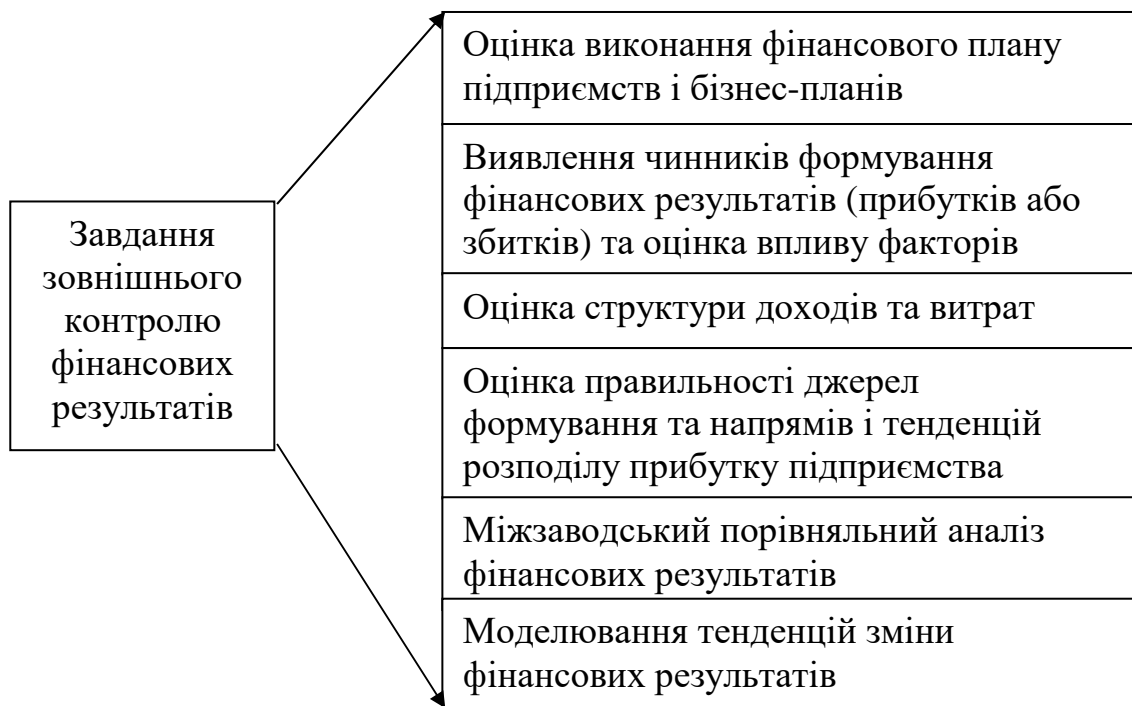 Завдання
зовнішнього
контролю
фінансових
результатів
Оцінка виконання фінансового плану
підприємств і бізнес-планів
Виявлення чинників формування
фінансових результатів (прибутків або
збитків) та оцінка впливу факторів
Оцінка структури доходів та витрат
Оцінка правильності джерел
формування та напрямів і тенденцій
розподілу прибутку підприємства
Міжзаводський порівняльний аналіз
фінансових результатів
Моделювання тенденцій зміни
фінансових результатів